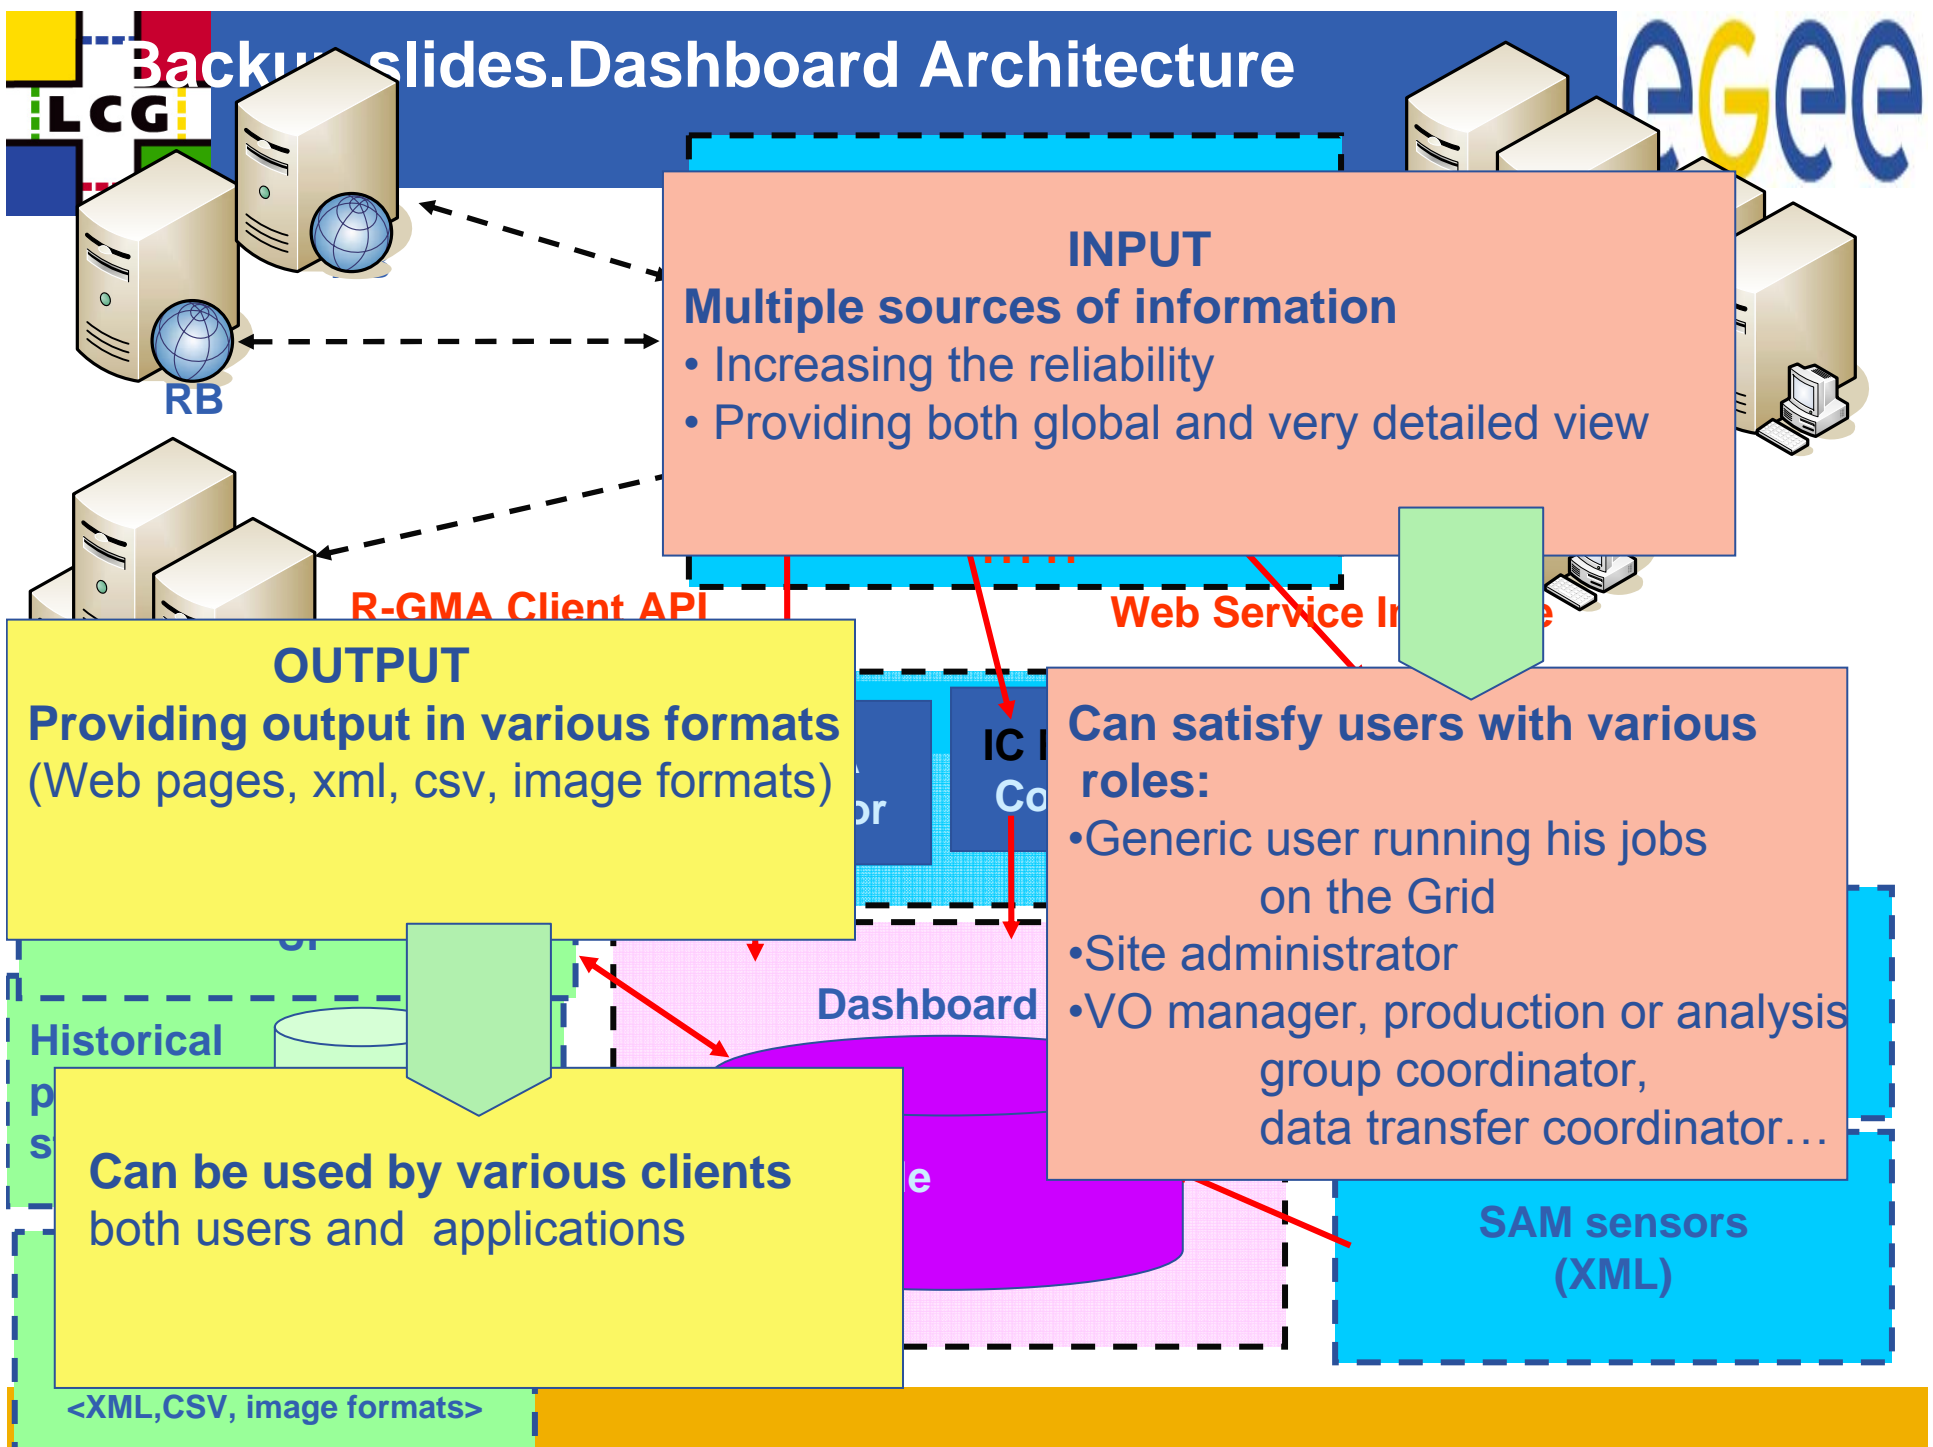 slides.Dashboard Architecture
LCG
eGee
INPUT
Multiple sources of information
• Increasing the reliability
• Providing both global and very detailed view
RB
R-GMA Client API
Web Service
OUTPUT
Providing output in various formats
(Web pages, xml, csv, image formats)
IC
Can satisfy users with various
roles:
•Generic user running his jobs
on the Grid
•Site administrator
•VO manager, production or analysis
group coordinator,
data transfer coordinator…
Dashboard
Historical
Can be used by various clients
both users and applications
SAM sensors
(XML)
<XML,CSV, image formats>